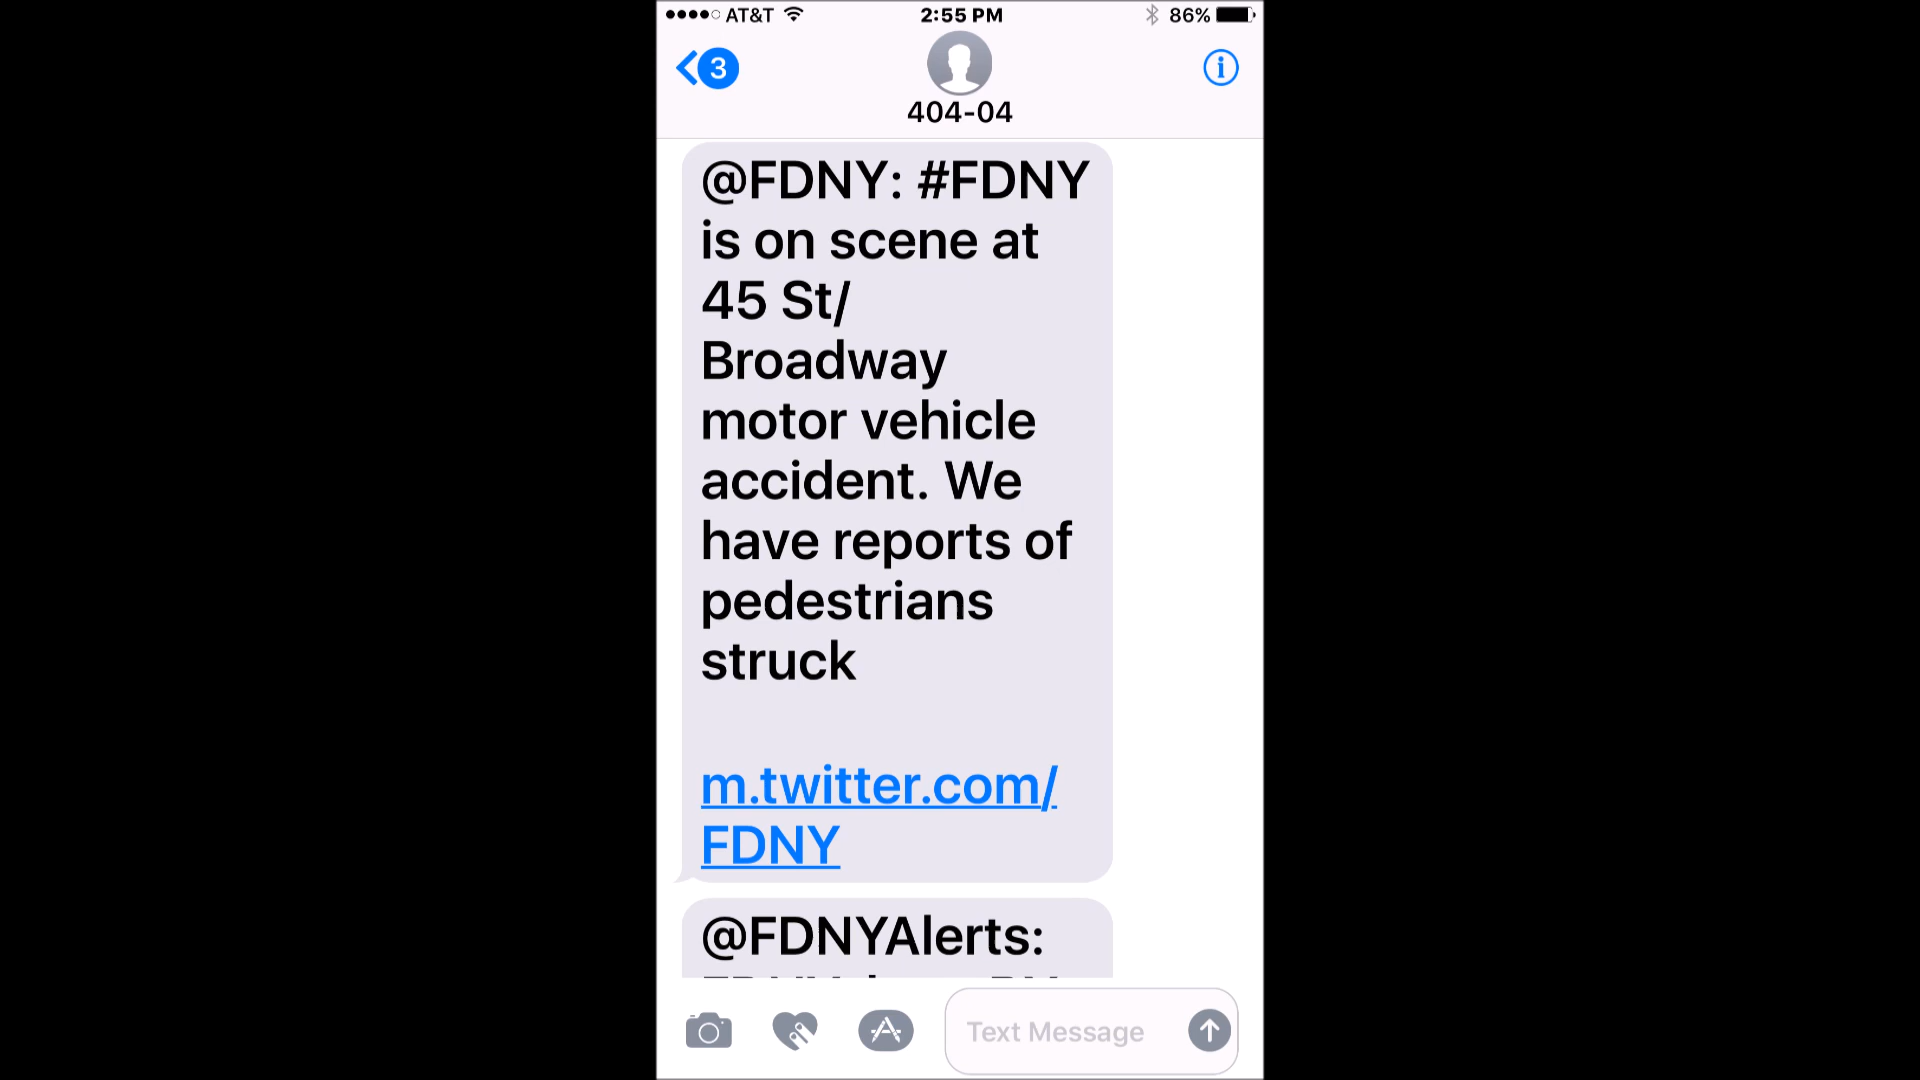 AT&T 2:55 PM 86%
3
404-04
@FDNY: #FDNY
is on scene at
45 St/
Broadway
motor vehicle
accident. We
have reports of
pedestrians
struck
m.twitter.com/
FDNY
@FDNYAlerts:
Text Message